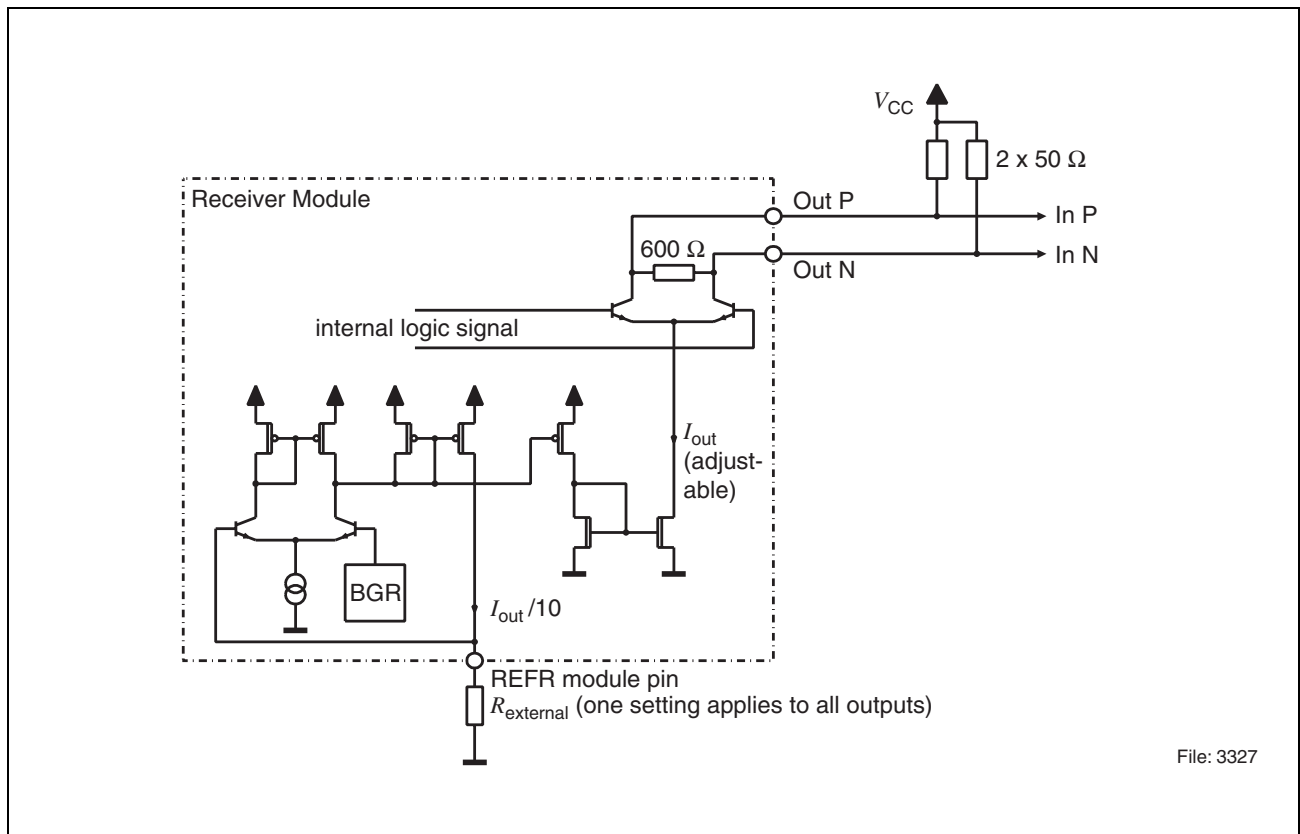 V_CC
2 x 50 Ω
Receiver Module
Out P
In P
600 Ω
In N
Out N
internal logic signal
I_out
(adjust-
able)
BGR
I_out /10
REFR module pin
R_external (one setting applies to all outputs)
File: 3327